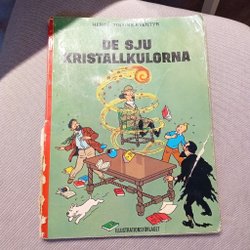 DE SJU
KRISTALLKULORNA
ILLUSTRATIONSFÖRLAGET